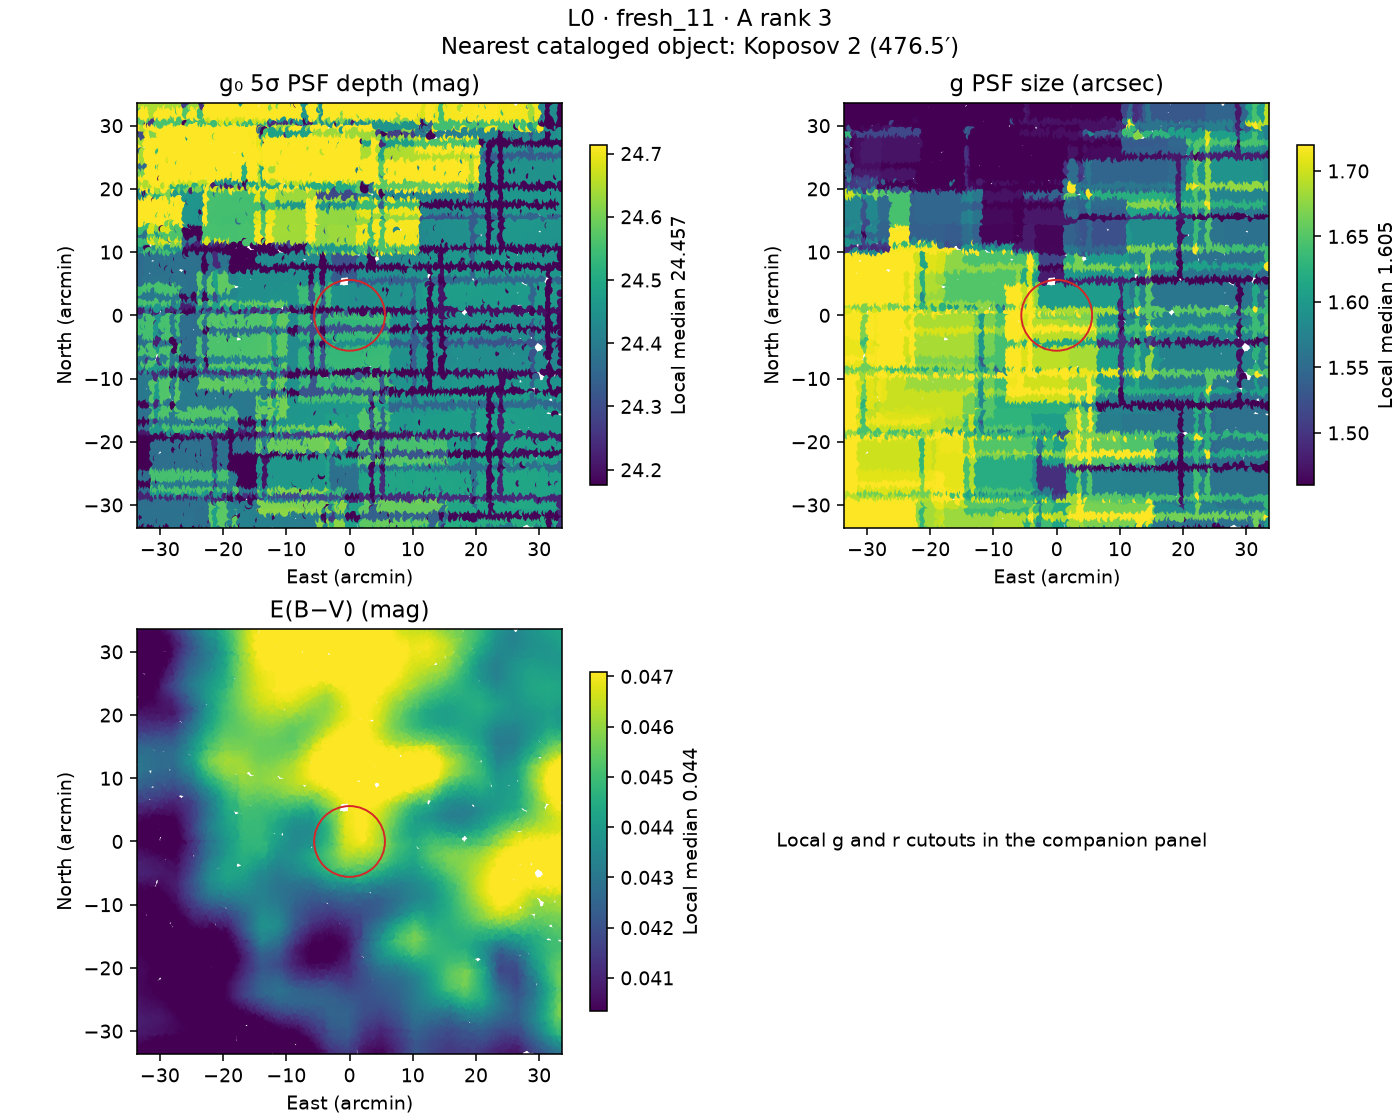 L0 · fresh_11 · A rank 3
Nearest cataloged object: Koposov 2 (476.5′)
g₀ 5σ PSF depth (mag)
30
20
10
0
−10
−20
−30
−30 −20 −10 0 10 20 30
North (arcmin)
East (arcmin)
24.7
24.6
24.5
24.4
24.3
24.2
Local median 24.457
g PSF size (arcsec)
30
20
10
0
−10
−20
−30
−30 −20 −10 0 10 20 30
North (arcmin)
East (arcmin)
1.70
1.65
1.60
1.55
1.50
Local median 1.605
E(B−V) (mag)
30
20
10
0
−10
−20
−30
−30 −20 −10 0 10 20 30
North (arcmin)
East (arcmin)
0.047
0.046
0.045
0.044
0.043
0.042
0.041
Local median 0.044
Local g and r cutouts in the companion panel